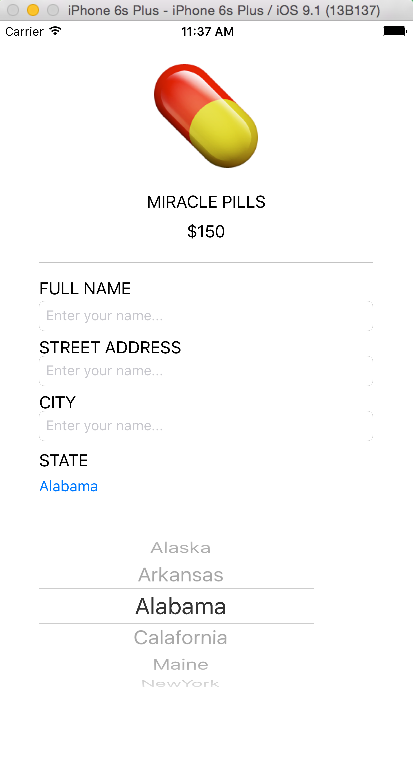 iPhone 6s Plus - iPhone 6s Plus / iOS 9.1 (13B137)
Carrier 11:37 AM
MIRACLE PILLS
$150
FULL NAME
Enter your name...
STREET ADDRESS
Enter your name...
CITY
Enter your name...
STATE
Alabama
Alaska
Arkansas
Alabama
Calafornia
Maine
NewYork